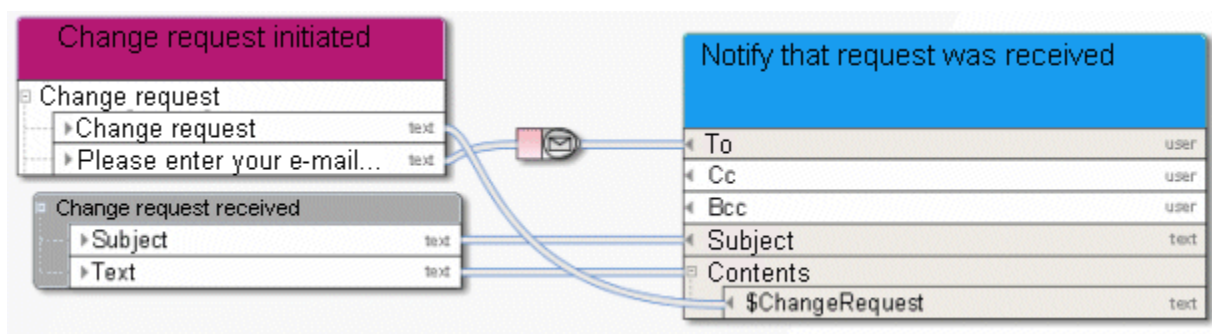 Change request initiated
Change request
Change request text
Please enter your e-mail... text
Change request received
Subject text
Text text
Notify that request was received
To user
Cc user
Bcc user
Subject text
Contents
$ChangeRequest text